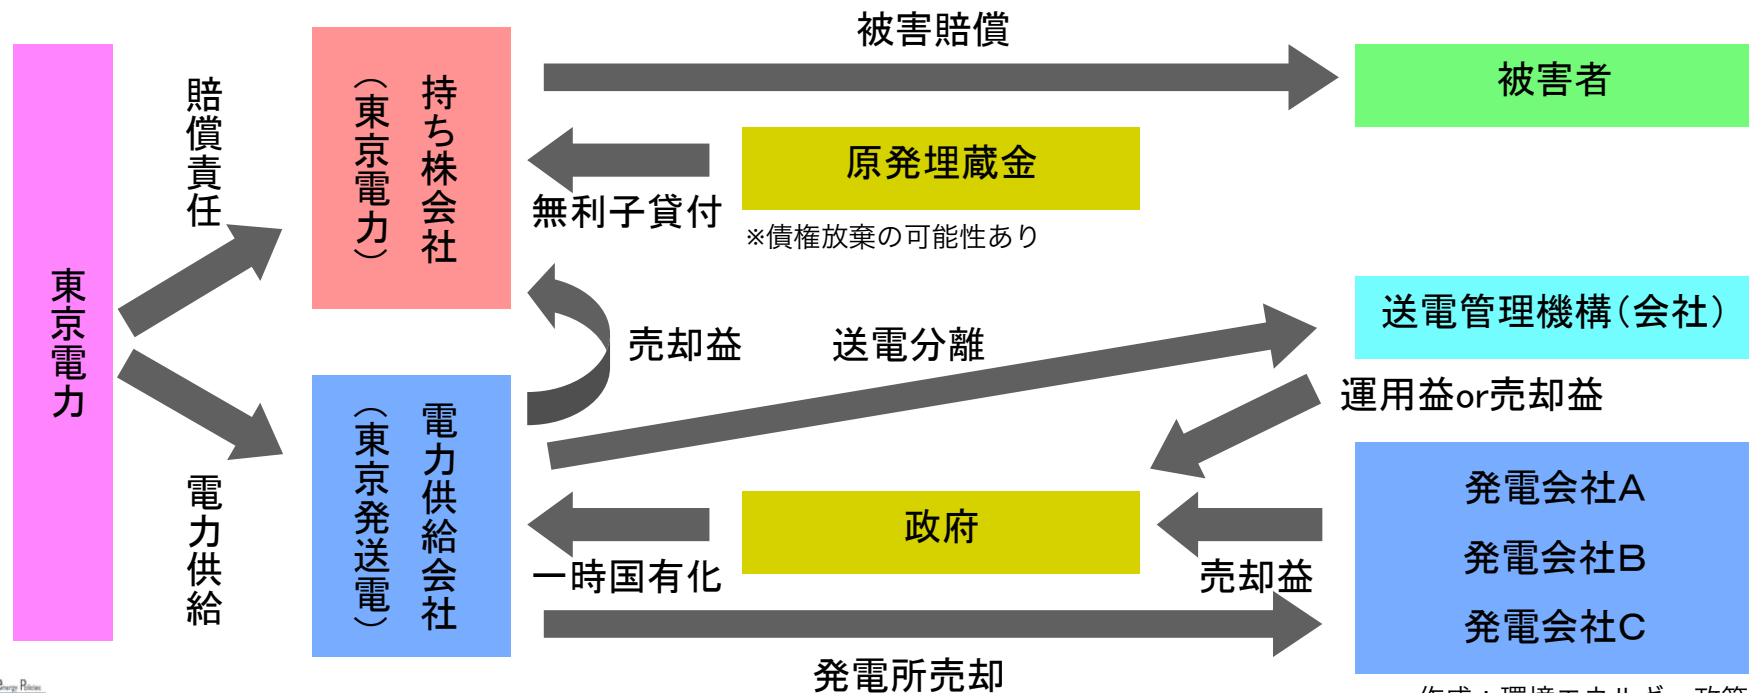 東京電力
賠償責任
電力供給
持ち株会社
（東京電力）
電力供給会社
（東京発送電）
被害賠償
被害者
原発埋蔵金
無利子貸付
※債権放棄の可能性あり
売却益
送電分離
送電管理機構（会社）
運用益or売却益
政府
一時国有化
売却益
発電会社A
発電会社B
発電会社C
発電所売却
Energy Policies